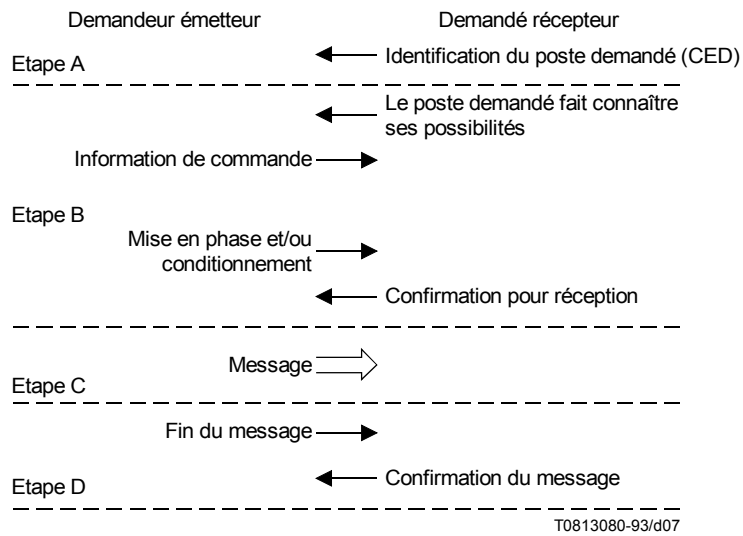 Demandeur émetteur
Demandé récepteur
Identification du poste demandé (CED)
Etape A
Le poste demandé fait connaître
ses possibilités
Information de commande
Etape B
Mise en phase et/ou
conditionnement
Confirmation pour réception
Message
Etape C
Fin du message
Confirmation du message
Etape D
T0813080-93/d07